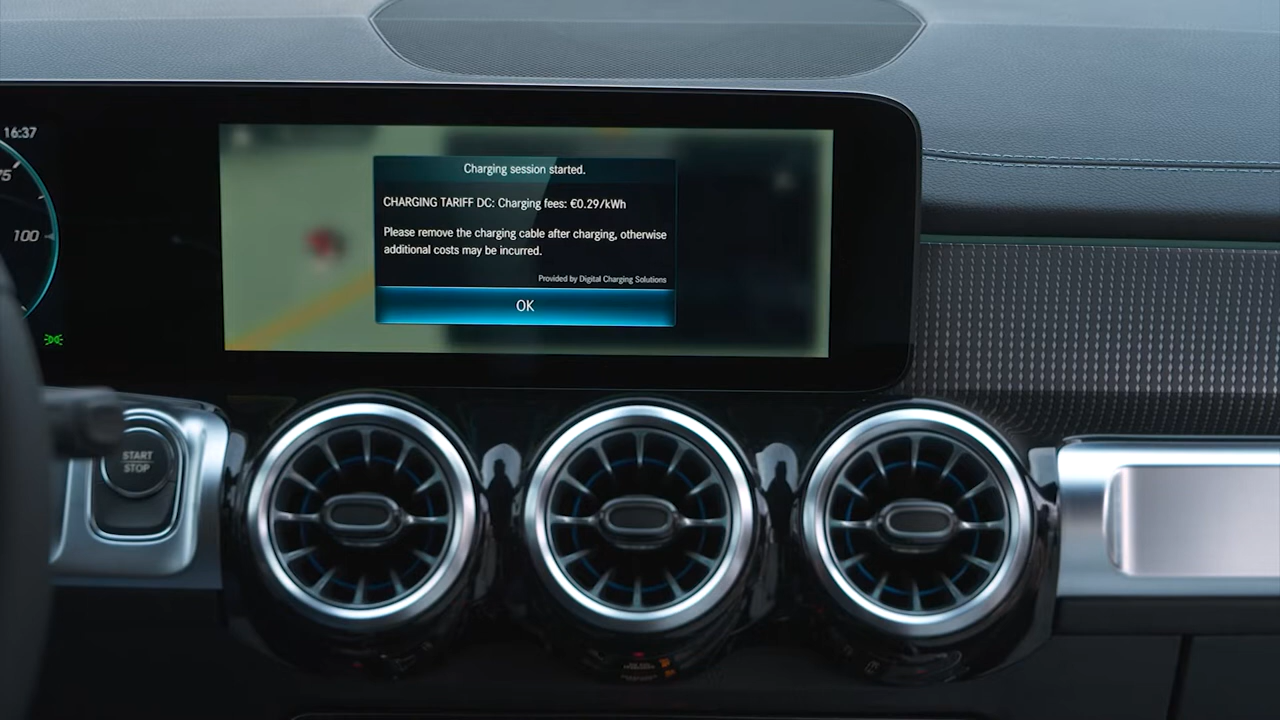 16:37
75
100
Charging session started.
CHARGING TARIFF DC: Charging fees: €0.29/kWh
Please remove the charging cable after charging, otherwise
additional costs may be incurred.
Provided by Digital Charging Solutions
OK
START
STOP